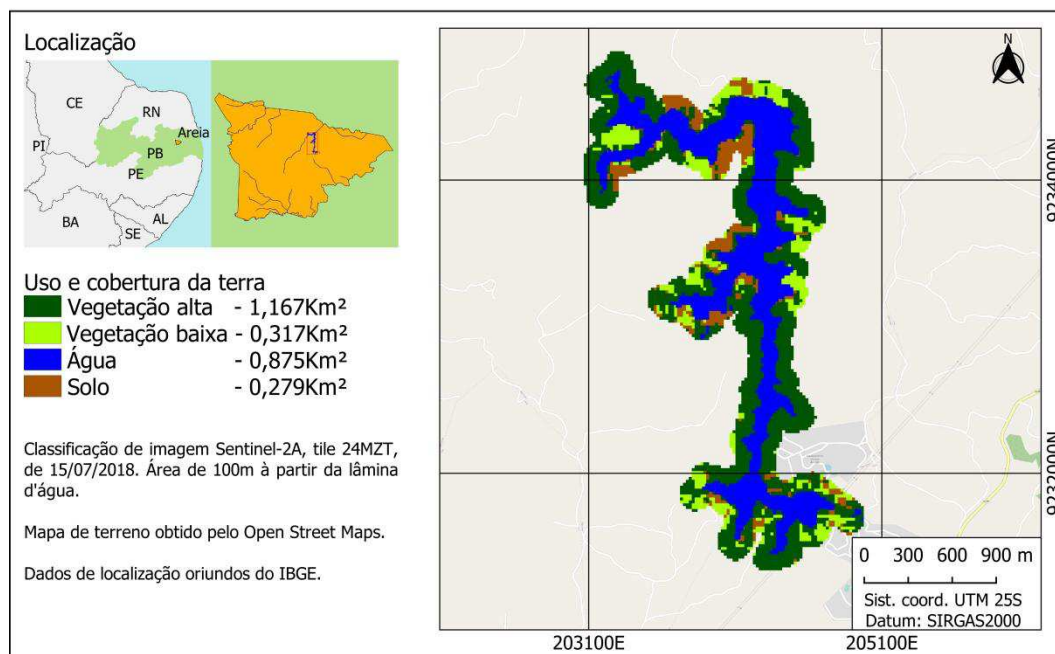 Localização
CE
RN
Areia
PI
PB
PE
BA
AL
SE
Uso e cobertura da terra
Vegetação alta - 1,167Km²
Vegetação baixa - 0,317Km²
Água - 0,875Km²
Solo - 0,279Km²
Classificação de imagem Sentinel-2A, tile 24MZT,
de 15/07/2018. Área de 100m à partir da lâmina
d'água.
Mapa de terreno obtido pelo Open Street Maps.
Dados de localização oriundos do IBGE.
N
9234000N
9232000N
0 300 600 900 m
Sist. coord. UTM 25S
Datum: SIRGAS2000
203100E
205100E